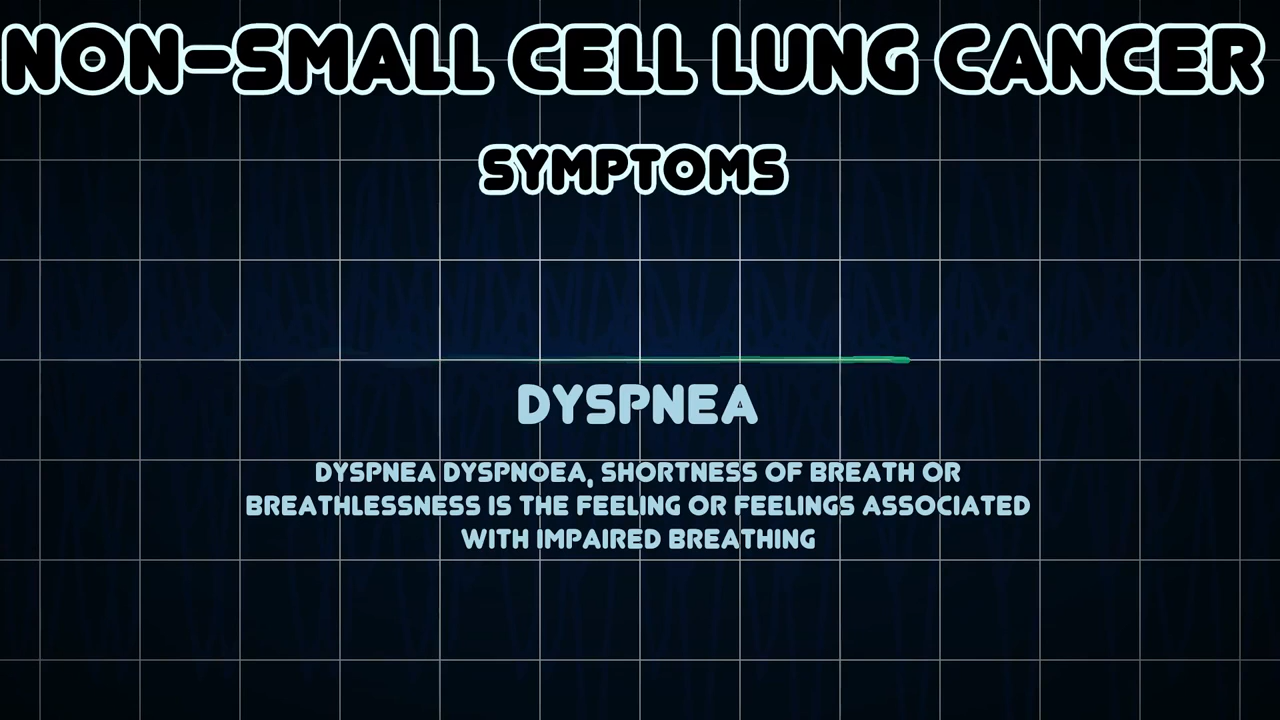 NON-SMALL CELL LUNG CANCER
SYMPTOMS
DYSPNEA
DYSPNEA DYSPNOEA, SHORTNESS OF BREATH OR
BREATHLESSNESS IS THE FEELING OR FEELINGS ASSOCIATED
WITH IMPAIRED BREATHING